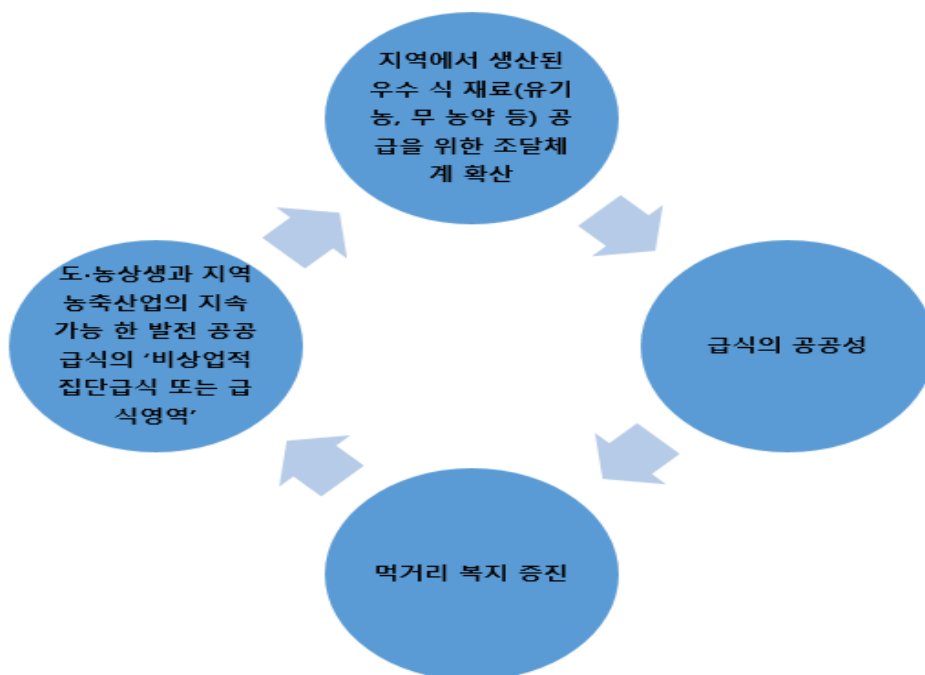 지역에서 생산된
우수 식 재료(유기
농, 무 농약 등) 공
급을 위한 조달체
계 확산
도·농상생과 지역
농축산업의 지속
가능 한 발전 공공
급식의 ‘비상업적
집단급식 또는 급
식영역’
급식의 공공성
먹거리 복지 증진